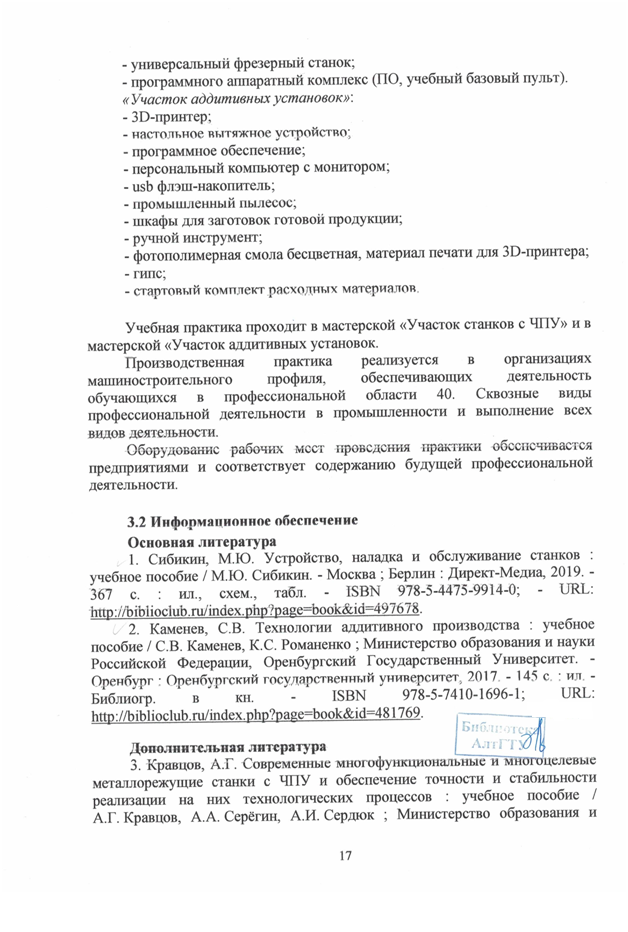 - универсальный фрезерный станок;
- программного аппаратный комплекс (ПО, учебный базовый пульт).
«Участок аддитивных установок»:
- 3D-принтер;
- настольное вытяжное устройство;
- программное обеспечение;
- персональный компьютер с монитором;
- usb флэш-накопитель;
- промышленный пылесос;
- шкафы для заготовок готовой продукции;
- ручной инструмент;
- фотополимерная смола бесцветная, материал печати для 3D-принтера;
- гипс;
- стартовый комплект расходных материалов.
Учебная практика проходит в мастерской «Участок станков с ЧПУ» и в
мастерской «Участок аддитивных установок.
Производственная практика реализуется в организациях
машиностроительного профиля, обеспечивающих деятельность
обучающихся в профессиональной области 40. Сквозные виды
профессиональной деятельности в промышленности и выполнение всех
видов деятельности.
Оборудование рабочих мест проведения практики обеспечивается
предприятиями и соответствует содержанию будущей профессиональной
деятельности.
3.2 Информационное обеспечение
Основная литература
1. Сибикин, М.Ю. Устройство, наладка и обслуживание станков :
учебное пособие / М.Ю. Сибикин. - Москва ; Берлин : Директ-Медиа, 2019. -
367 с. : ил., схем., табл. - ISBN 978-5-4475-9914-0; - URL:
http://biblioclub.ru/index.php?page=book&id=497678.
2. Каменев, С.В. Технологии аддитивного производства : учебное
пособие / С.В. Каменев, К.С. Романенко ; Министерство образования и науки
Российской Федерации, Оренбургский Государственный Университет. -
Оренбург : Оренбургский государственный университет, 2017. - 145 с. : ил. -
Библиогр. в кн. - ISBN 978-5-7410-1696-1; URL:
http://biblioclub.ru/index.php?page=book&id=481769.
Библиотека
АлтГТУ
Дополнительная литература
3. Кравцов, А.Г. Современные многофункциональные и многоцелевые
металлорежущие станки с ЧПУ и обеспечение точности и стабильности
реализации на них технологических процессов : учебное пособие /
А.Г. Кравцов, А.А. Серёгин, А.И. Сердюк ; Министерство образования и
17